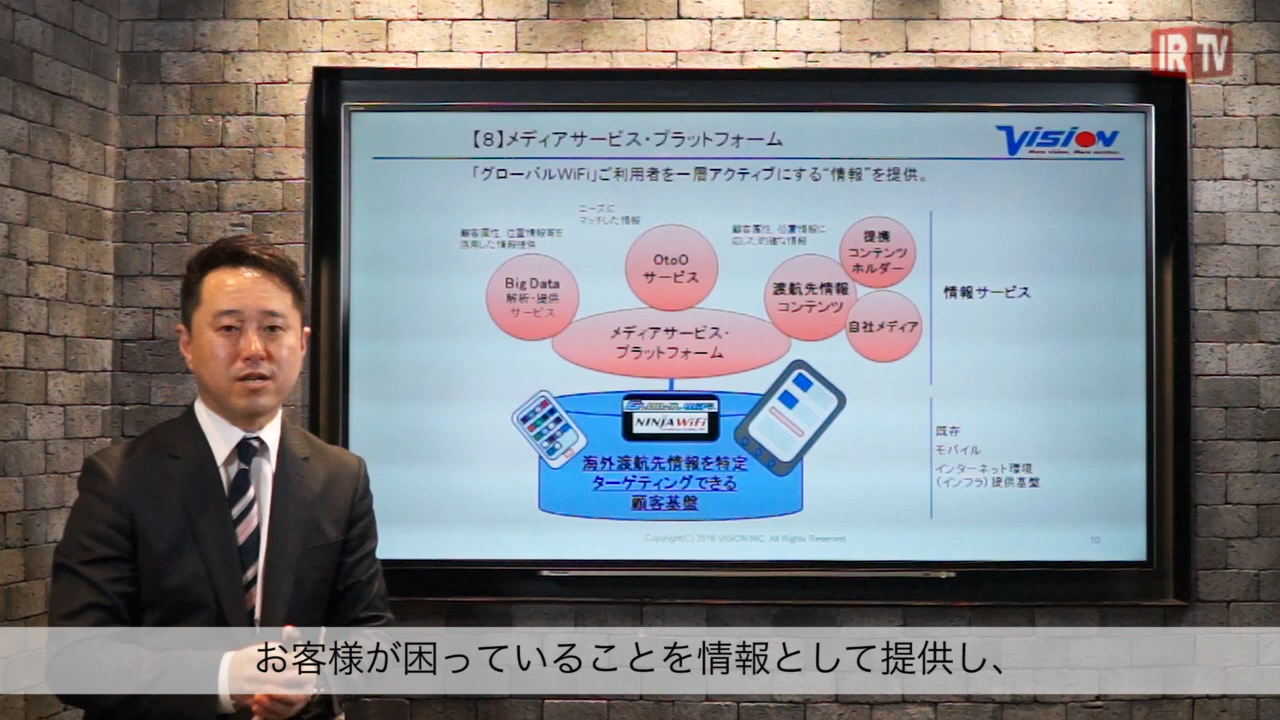 IR TV
【8】メディアサービス・プラットフォーム
VISION
More vision, More success.
「グローバルWiFi」ご利用者を一層アクティブにする“情報”を提供。
ニーズに
マッチした情報
顧客属性、位置情報等を
活用した情報提供
顧客属性、位置情報に
応じた的確な情報
OtoO
サービス
提携
コンテンツ
ホルダー
Big Data
解析・提供
サービス
渡航先情報
コンテンツ
情報サービス
自社メディア
メディアサービス・
プラットフォーム
NINJA WiFi
海外渡航先情報を特定
ターゲティングできる
顧客基盤
既存
モバイル
インターネット環境
(インフラ)提供基盤
Copyright(C) 2016 VISION INC. All Rights Reserved.
10
お客様が困っていることを情報として提供し、